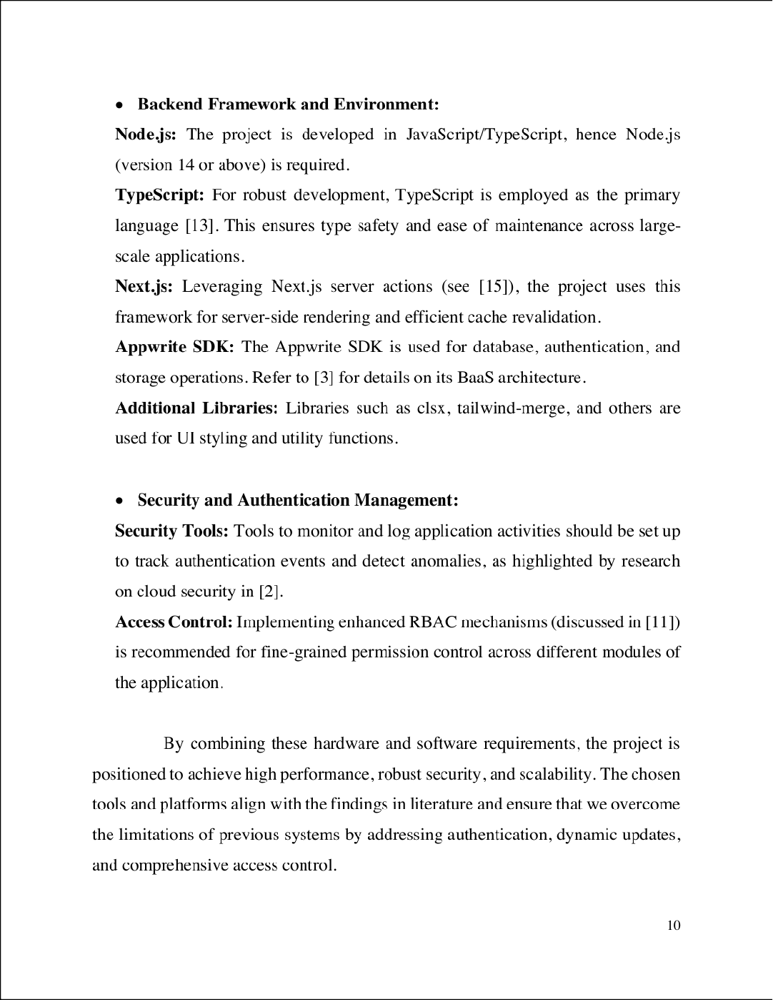 • Backend Framework and Environment:
Node.js: The project is developed in JavaScript/TypeScript, hence Node.js
(version 14 or above) is required.
TypeScript: For robust development, TypeScript is employed as the primary
language [13]. This ensures type safety and ease of maintenance across large-
scale applications.
Next.js: Leveraging Next.js server actions (see [15]), the project uses this
framework for server-side rendering and efficient cache revalidation.
Appwrite SDK: The Appwrite SDK is used for database, authentication, and
storage operations. Refer to [3] for details on its BaaS architecture.
Additional Libraries: Libraries such as clsx, tailwind-merge, and others are
used for UI styling and utility functions.
• Security and Authentication Management:
Security Tools: Tools to monitor and log application activities should be set up
to track authentication events and detect anomalies, as highlighted by research
on cloud security in [2].
Access Control: Implementing enhanced RBAC mechanisms (discussed in [11])
is recommended for fine-grained permission control across different modules of
the application.
By combining these hardware and software requirements, the project is
positioned to achieve high performance, robust security, and scalability. The chosen
tools and platforms align with the findings in literature and ensure that we overcome
the limitations of previous systems by addressing authentication, dynamic updates,
and comprehensive access control.
10